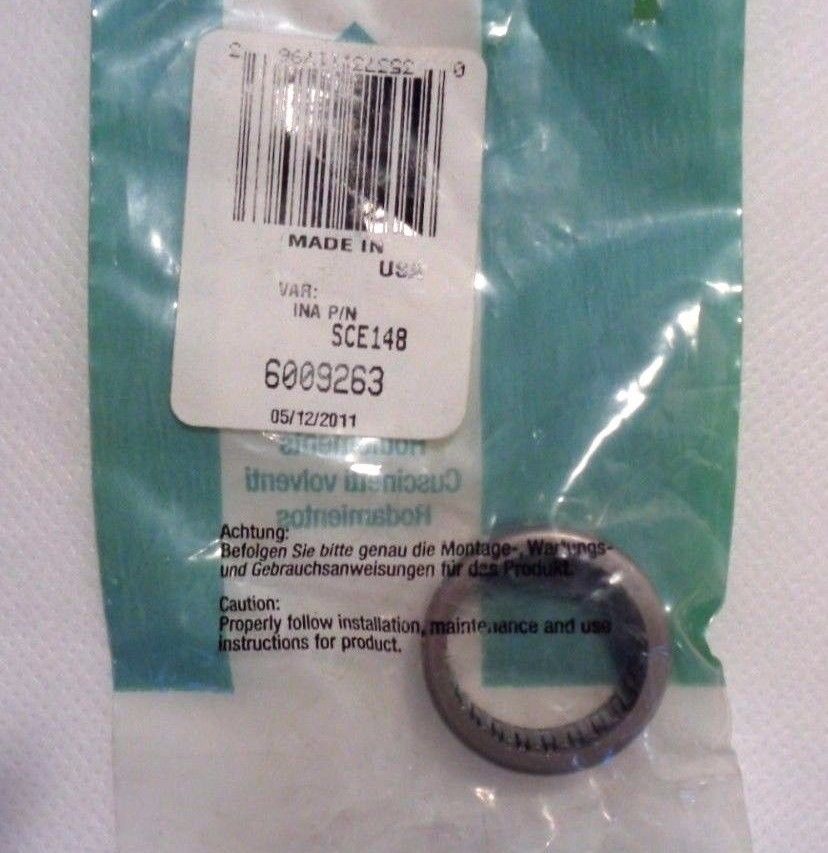 MADE IN
USA
VAR:
INA P/N
SCE148
6009263
05/12/2011
Rodamientos
Cuscinetti volventi
Rodamientos
Achtung:
Befolgen Sie bitte genau die Montage-, Wartungs-
und Gebrauchsanweisungen für das Produkt.
Caution:
Properly follow installation, maintenance and use
instructions for product.